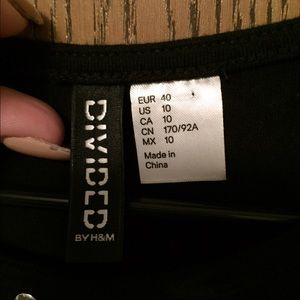 DIVIDED
BY H&M
EUR 40
US 10
CA 10
CN 170/92A
MX 10
Made in
China